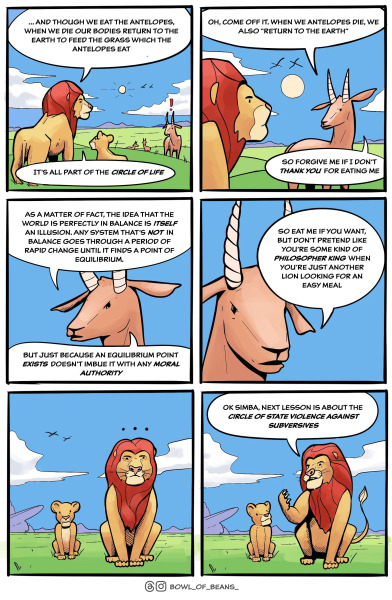 ...AND THOUGH WE EAT THE ANTELOPES,
WHEN WE DIE OUR BODIES RETURN TO THE
EARTH TO FEED THE GRASS WHICH THE
ANTELOPES EAT
!
IT'S ALL PART OF THE CIRCLE OF LIFE
OH, COME OFF IT. WHEN WE ANTELOPES DIE, WE
ALSO "RETURN TO THE EARTH"
SO FORGIVE ME IF I DON'T
THANK YOU FOR EATING ME
AS A MATTER OF FACT, THE IDEA THAT THE
WORLD IS PERFECTLY IN BALANCE IS ITSELF
AN ILLUSION. ANY SYSTEM THAT'S NOT IN
BALANCE GOES THROUGH A PERIOD OF
RAPID CHANGE UNTIL IT FINDS A POINT OF
EQUILIBRIUM.
BUT JUST BECAUSE AN EQUILIBRIUM POINT
EXISTS DOESN'T IMBUE IT WITH ANY MORAL
AUTHORITY
SO EAT ME IF YOU WANT,
BUT DON'T PRETEND LIKE
YOU'RE SOME KIND OF
PHILOSOPHER KING WHEN
YOU'RE JUST ANOTHER
LION LOOKING FOR AN
EASY MEAL
...
OK SIMBA, NEXT LESSON IS ABOUT THE
CIRCLE OF STATE VIOLENCE AGAINST
SUBVERSIVES
BOWL_OF_BEANS_